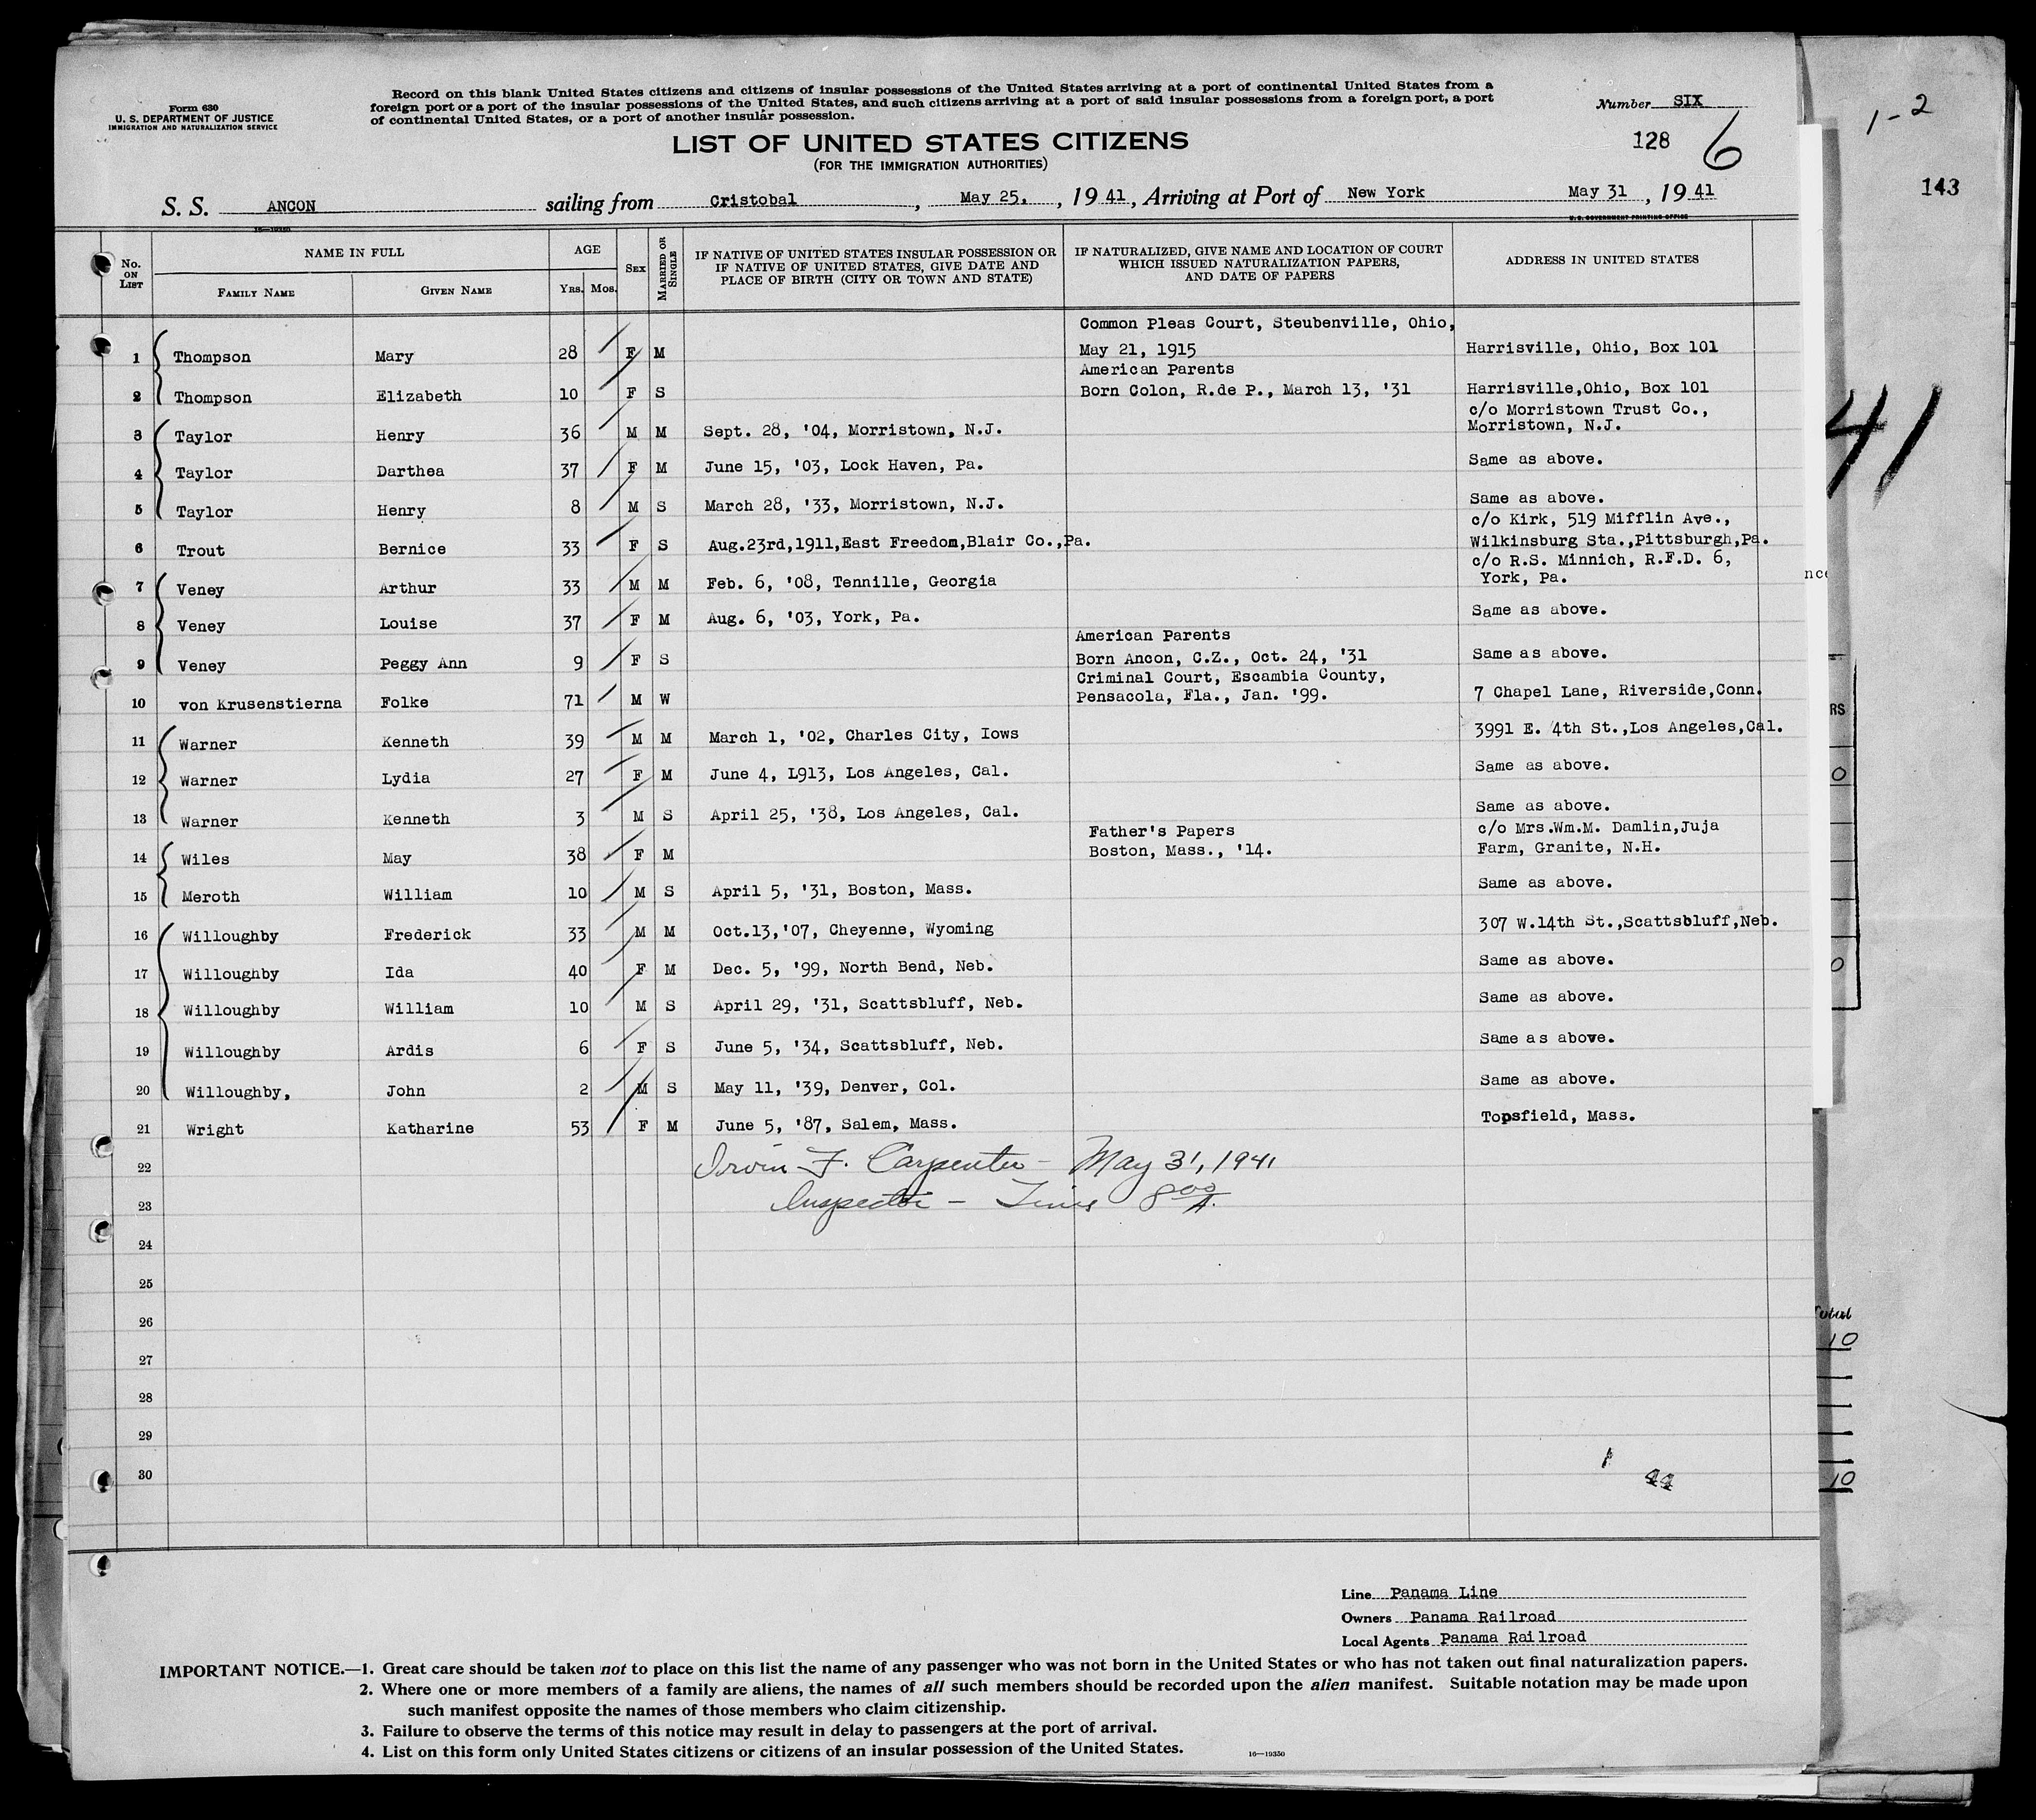 Form 630
U. S. DEPARTMENT OF JUSTICE
IMMIGRATION AND NATURALIZATION SERVICE
Record on this blank United States citizens and citizens of insular possessions of the United States arriving at a port of continental United States from a
foreign port or a port of the insular possessions of the United States, and such citizens arriving at a port of said insular possessions from a foreign port, a port
of continental United States, or a port of another insular possession.
Number SIX
128 6
1-2
143
LIST OF UNITED STATES CITIZENS
(FOR THE IMMIGRATION AUTHORITIES)
S. S. ANCON sailing from Cristobal, May 25, , 19 41, Arriving at Port of New York May 31 , 19 41
16-19350
U.S. GOVERNMENT PRINTING OFFICE
No. ON LIST
NAME IN FULL
FAMILY NAME
GIVEN NAME
AGE
YRS. MOS.
SEX
MARRIED OR SINGLE
IF NATIVE OF UNITED STATES INSULAR POSSESSION OR
IF NATIVE OF UNITED STATES, GIVE DATE AND
PLACE OF BIRTH (CITY OR TOWN AND STATE)
IF NATURALIZED, GIVE NAME AND LOCATION OF COURT
WHICH ISSUED NATURALIZATION PAPERS,
AND DATE OF PAPERS
ADDRESS IN UNITED STATES
Common Pleas Court, Steubenville, Ohio,
1 Thompson Mary 28 F M May 21, 1915 Harrisville, Ohio, Box 101
American Parents
2 Thompson Elizabeth 10 F S Born Colon, R.de P., March 13, '31 Harrisville,Ohio, Box 101
c/o Morristown Trust Co.,
3 Taylor Henry 36 M M Sept. 28, '04, Morristown, N.J. Morristown, N.J.
4 Taylor Darthea 37 F M June 15, '03, Lock Haven, Pa. Same as above.
5 Taylor Henry 8 M S March 28, '33, Morristown, N.J. Same as above.
c/o Kirk, 519 Mifflin Ave.,
6 Trout Bernice 33 F S Aug.23rd,1911,East Freedom,Blair Co.,Pa. Wilkinsburg Sta.,Pittsburgh,Pa.
c/o R.S. Minnich, R.F.D. 6,
7 Veney Arthur 33 M M Feb. 6, '08, Tennille, Georgia York, Pa.
8 Veney Louise 37 F M Aug. 6, '03, York, Pa. Same as above.
American Parents
9 Veney Peggy Ann 9 F S Born Ancon, C.Z., Oct. 24, '31 Same as above.
Criminal Court, Escambia County,
10 von Krusenstierna Folke 71 M W Pensacola, Fla., Jan. '99. 7 Chapel Lane, Riverside,Conn.
11 Warner Kenneth 39 M M March 1, '02, Charles City, Iows 3991 E. 4th St.,Los Angeles,Cal.
12 Warner Lydia 27 F M June 4, L913, Los Angeles, Cal. Same as above.
13 Warner Kenneth 3 M S April 25, '38, Los Angeles, Cal. Same as above.
Father's Papers c/o Mrs.Wm.M. Damlin,Juja
14 Wiles May 38 F M Boston, Mass., '14. Farm, Granite, N.H.
15 Meroth William 10 M S April 5, '31, Boston, Mass. Same as above.
16 Willoughby Frederick 33 M M Oct.13,'07, Cheyenne, Wyoming 307 W.14th St.,Scattsbluff,Neb.
17 Willoughby Ida 40 F M Dec. 5, '99, North Bend, Neb. Same as above.
18 Willoughby William 10 M S April 29, '31, Scattsbluff, Neb. Same as above.
19 Willoughby Ardis 6 F S June 5, '34, Scattsbluff, Neb. Same as above.
20 Willoughby, John 2 M S May 11, '39, Denver, Col. Same as above.
21 Wright Katharine 53 F M June 5, '87, Salem, Mass. Topsfield, Mass.
22 Irvin F. Carpenter - May 31, 1941
23 Inspector - Time 8 00 A.
24
25
26
27
28
29
30
44
41
nce
RS
0
0
Total
10
10
Line Panama Line
Owners Panama Railroad
Local Agents Panama Railroad
IMPORTANT NOTICE.—1. Great care should be taken not to place on this list the name of any passenger who was not born in the United States or who has not taken out final naturalization papers.
2. Where one or more members of a family are aliens, the names of all such members should be recorded upon the alien manifest. Suitable notation may be made upon
such manifest opposite the names of those members who claim citizenship.
3. Failure to observe the terms of this notice may result in delay to passengers at the port of arrival.
4. List on this form only United States citizens or citizens of an insular possession of the United States.
16—19350